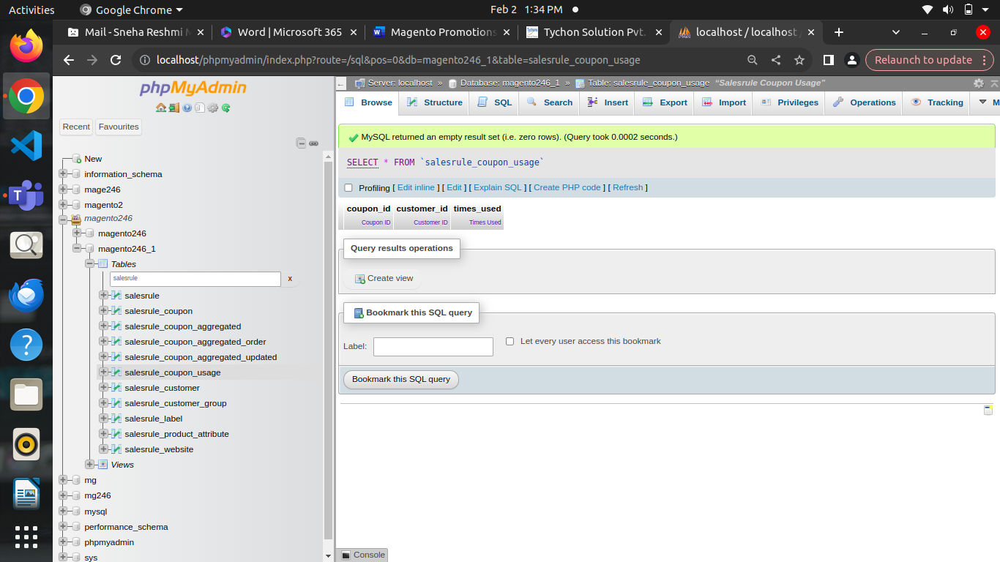 Activities
Google Chrome
Feb 2 1:34 PM
Mail - Sneha Reshmi M
Word | Microsoft 365
Magento Promotions
Tychon Solution Pvt.
localhost / localhost /
localhost/phpmyadmin/index.php?route=/sql&pos=0&db=magento246_1&table=salesrule_coupon_usage
Relaunch to update
phpMyAdmin
Recent
Favourites
New
information_schema
mage246
magento2
magento246
magento246
magento246_1
Tables
salesrule
x
salesrule
salesrule_coupon
salesrule_coupon_aggregated
salesrule_coupon_aggregated_order
salesrule_coupon_aggregated_updated
salesrule_coupon_usage
salesrule_customer
salesrule_customer_group
salesrule_label
salesrule_product_attribute
salesrule_website
Views
mg
mg246
mysql
performance_schema
phpmyadmin
sys
Server: localhost » Database: magento246_1 » Table: salesrule_coupon_usage "Salesrule Coupon Usage"
Browse
Structure
SQL
Search
Insert
Export
Import
Privileges
Operations
Tracking
M
MySQL returned an empty result set (i.e. zero rows). (Query took 0.0002 seconds.)
SELECT * FROM `salesrule_coupon_usage`
Profiling [ Edit inline ] [ Edit ] [ Explain SQL ] [ Create PHP code ] [ Refresh ]
coupon_id customer_id times_used
Coupon ID Customer ID Times Used
Query results operations
Create view
Bookmark this SQL query
Label:
Let every user access this bookmark
Bookmark this SQL query
Console